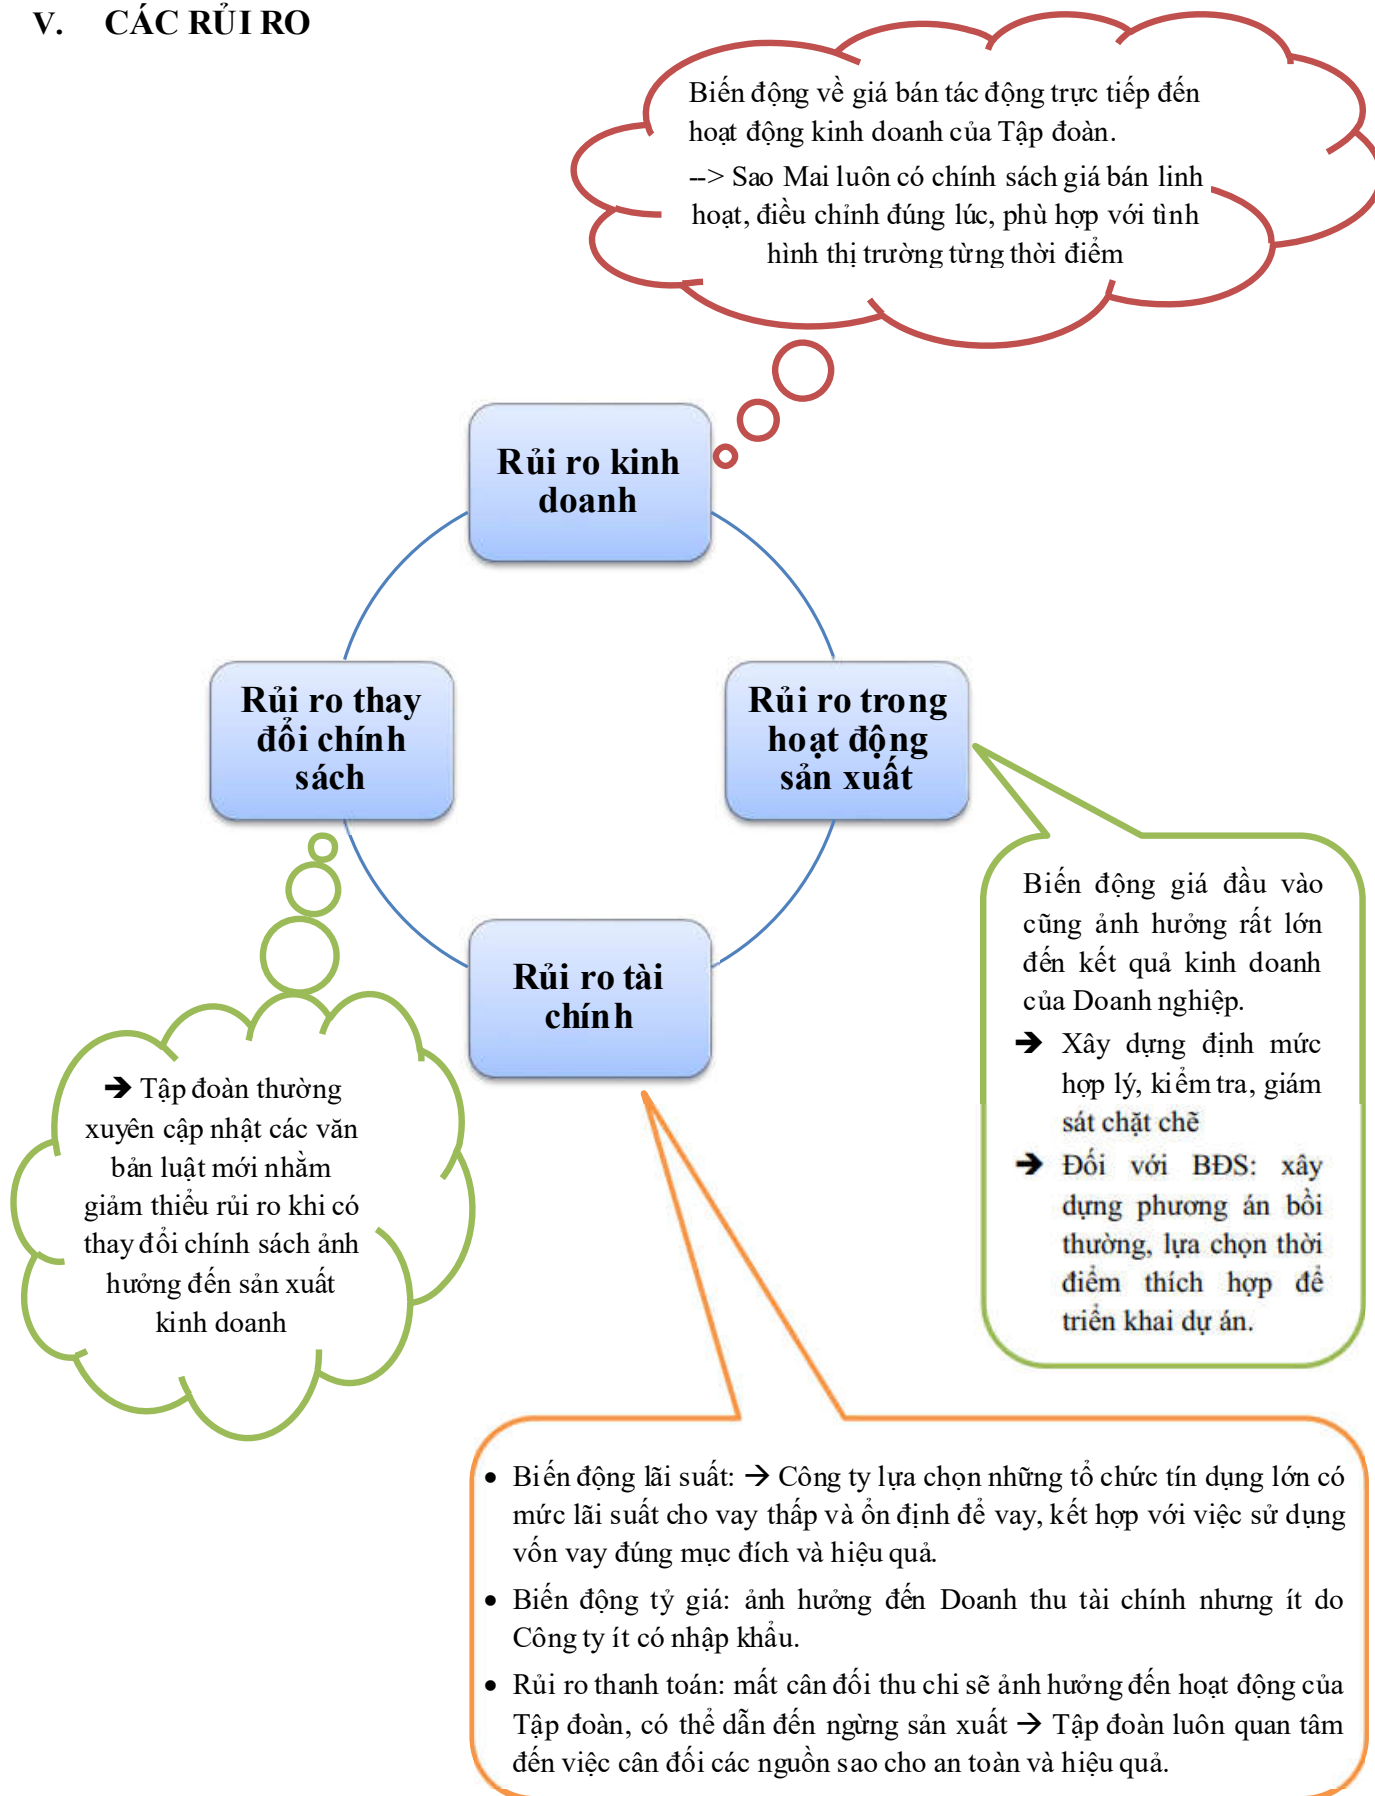 V. CÁC RỦI RO
Biến động về giá bán tác động trực tiếp đến
hoạt động kinh doanh của Tập đoàn.
--> Sao Mai luôn có chính sách giá bán linh
hoạt, điều chỉnh đúng lúc, phù hợp với tình
hình thị trường từng thời điểm
Rủi ro kinh
doanh
Rủi ro thay
đổi chính
sách
Rủi ro trong
hoạt động
sản xuất
Rủi ro tài
chính
Biến động giá đầu vào
cũng ảnh hưởng rất lớn
đến kết quả kinh doanh
của Doanh nghiệp.
➔ Xây dựng định mức
hợp lý, kiểm tra, giám
sát chặt chẽ
➔ Đối với BĐS: xây
dựng phương án bồi
thường, lựa chọn thời
điểm thích hợp để
triển khai dự án.
➔ Tập đoàn thường
xuyên cập nhật các văn
bản luật mới nhằm
giảm thiểu rủi ro khi có
thay đổi chính sách ảnh
hưởng đến sản xuất
kinh doanh
• Biến động lãi suất: → Công ty lựa chọn những tổ chức tín dụng lớn có
mức lãi suất cho vay thấp và ổn định để vay, kết hợp với việc sử dụng
vốn vay đúng mục đích và hiệu quả.
• Biến động tỷ giá: ảnh hưởng đến Doanh thu tài chính nhưng ít do
Công ty ít có nhập khẩu.
• Rủi ro thanh toán: mất cân đối thu chi sẽ ảnh hưởng đến hoạt động của
Tập đoàn, có thể dẫn đến ngừng sản xuất → Tập đoàn luôn quan tâm
đến việc cân đối các nguồn sao cho an toàn và hiệu quả.